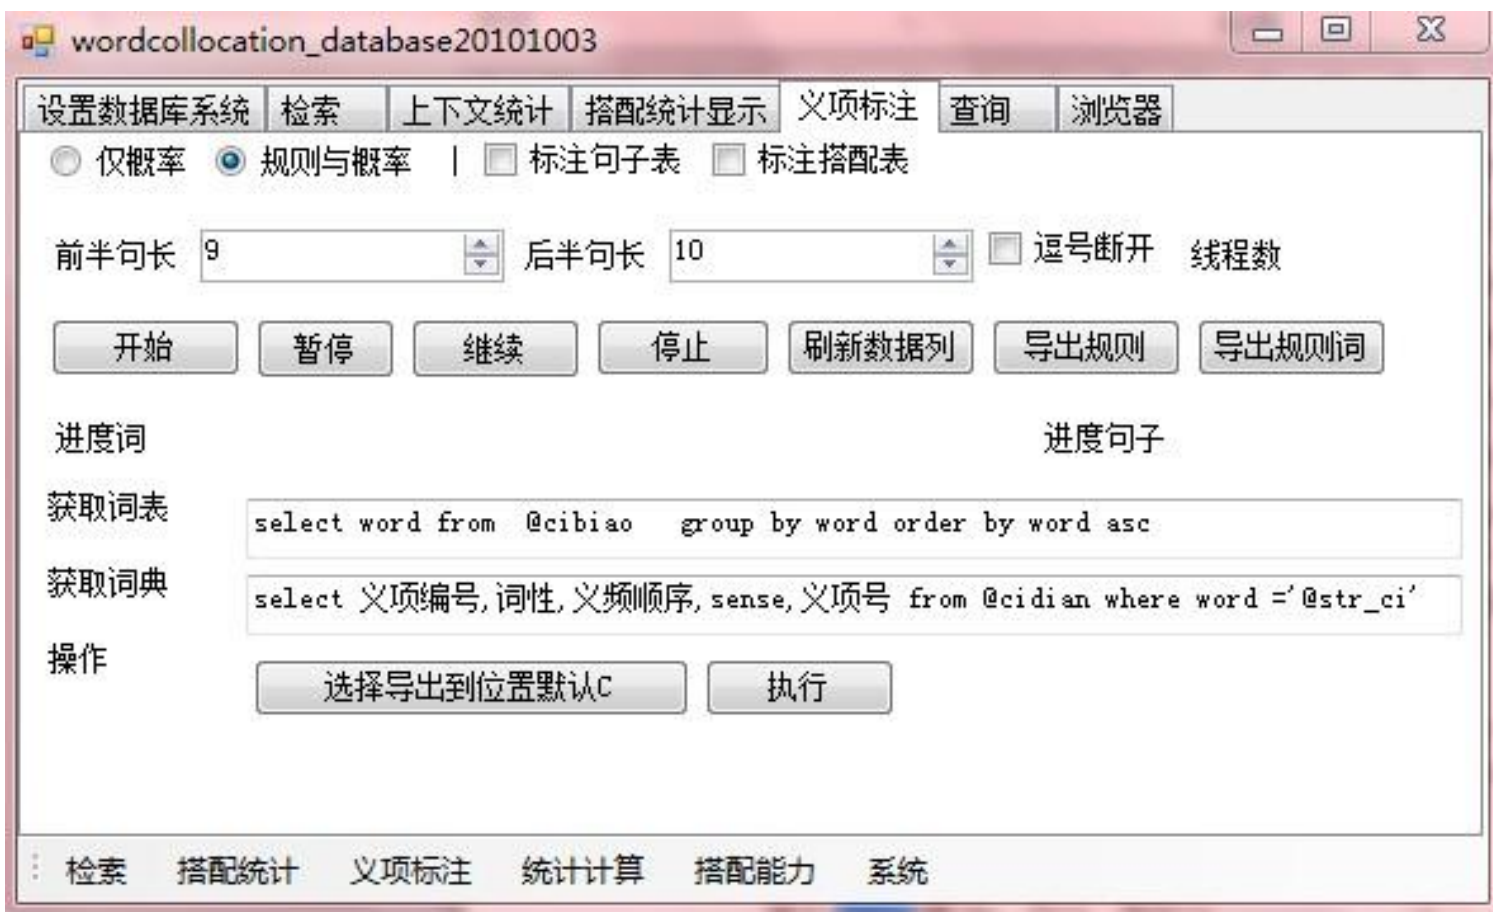 wordcollocation_database20101003
设置数据库系统 检索 上下文统计 搭配统计显示 义项标注 查询 浏览器
仅概率 规则与概率 | 标注句子表 标注搭配表
前半句长 9 后半句长 10 逗号断开 线程数
开始 暂停 继续 停止 刷新数据列 导出规则 导出规则词
进度词 进度句子
获取词表 select word from @cibiao group by word order by word asc
获取词典 select 义项编号,词性,义频顺序,sense,义项号 from @cidian where word ='@str_ci'
操作 选择导出到位置默认C 执行
检索 搭配统计 义项标注 统计计算 搭配能力 系统